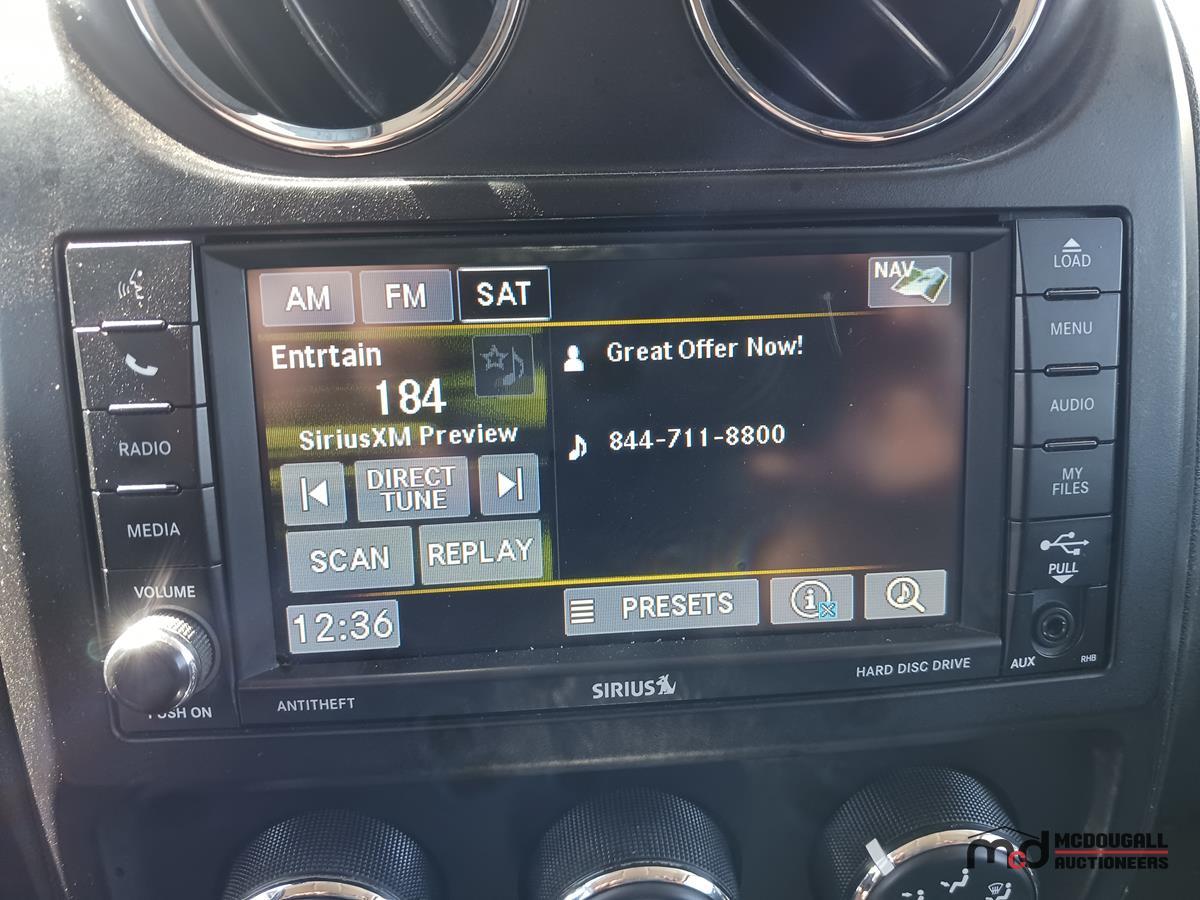 AM FM SAT NAV
Entrtain
184
SiriusXM Preview
DIRECT
TUNE
SCAN REPLAY
12:36
Great Offer Now!
844-711-8800
PRESETS
i
RADIO
MEDIA
VOLUME
PUSH ON
LOAD
MENU
AUDIO
MY
FILES
PULL
AUX
RHB
ANTITHEFT
SIRIUS
HARD DISC DRIVE
mcd
MCDOUGALL
AUCTIONEERS